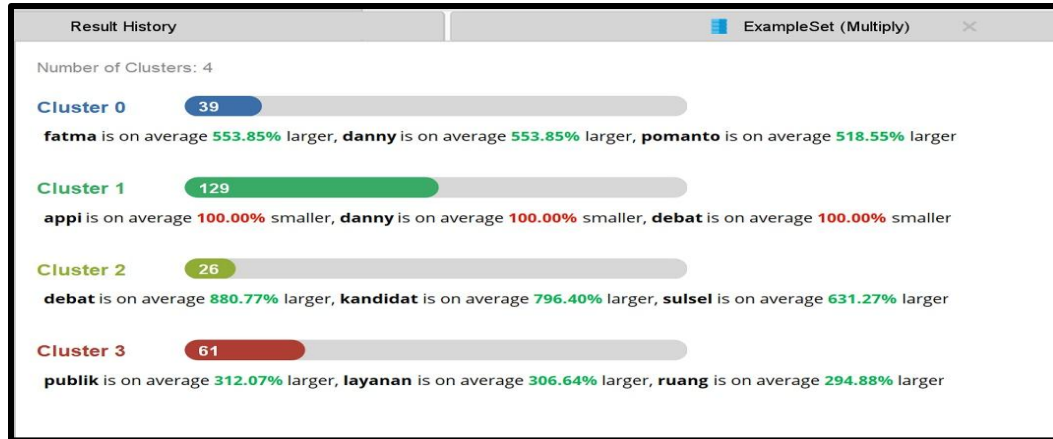 Result History
ExampleSet (Multiply)
Number of Clusters: 4
Cluster 0 39
fatma is on average 553.85% larger, danny is on average 553.85% larger, pomanto is on average 518.55% larger
Cluster 1 129
appi is on average 100.00% smaller, danny is on average 100.00% smaller, debat is on average 100.00% smaller
Cluster 2 26
debat is on average 880.77% larger, kandidat is on average 796.40% larger, sulsel is on average 631.27% larger
Cluster 3 61
publik is on average 312.07% larger, layanan is on average 306.64% larger, ruang is on average 294.88% larger